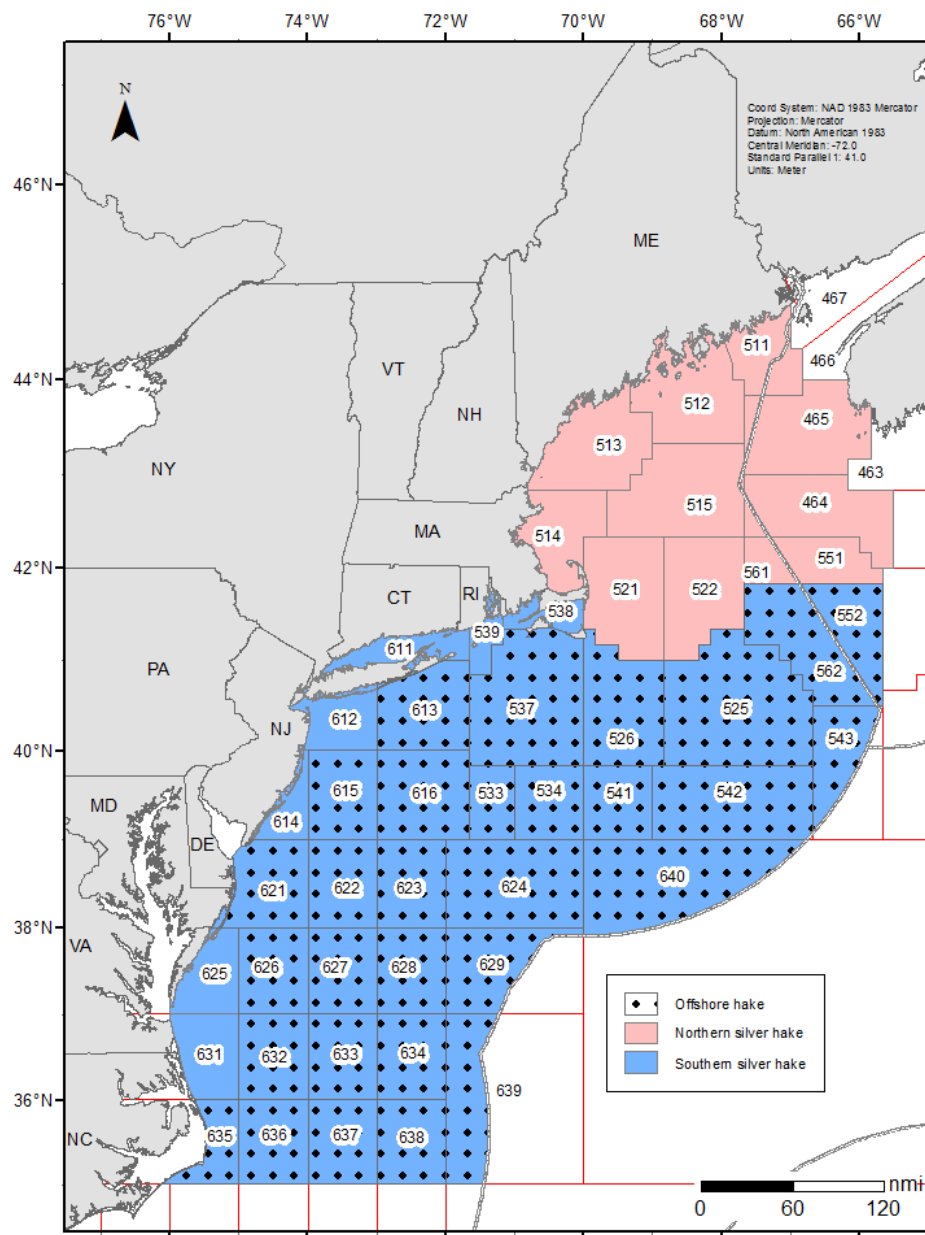 76°W 74°W 72°W 70°W 68°W 66°W
N
Coord System: NAD 1983 Mercator
Projection: Mercator
Datum: North American 1983
Central Meridian: -72.0
Standard Parallel 1: 41.0
Units: Meter
46°N
ME
467
511
466
44°N
VT
512
NH
465
513
NY
463
515
464
MA
514
42°N
551
561
CT
RI
521
522
538
552
539
611
PA
562
613
537
525
612
NJ
526
543
40°N
615
616
533
534
541
542
MD
614
DE
621
622
623
624
640
38°N
VA
625
626
627
628
629
Offshore hake
Northern silver hake
Southern silver hake
631
632
633
634
639
36°N
NC
635
636
637
638
nmi
0 60 120